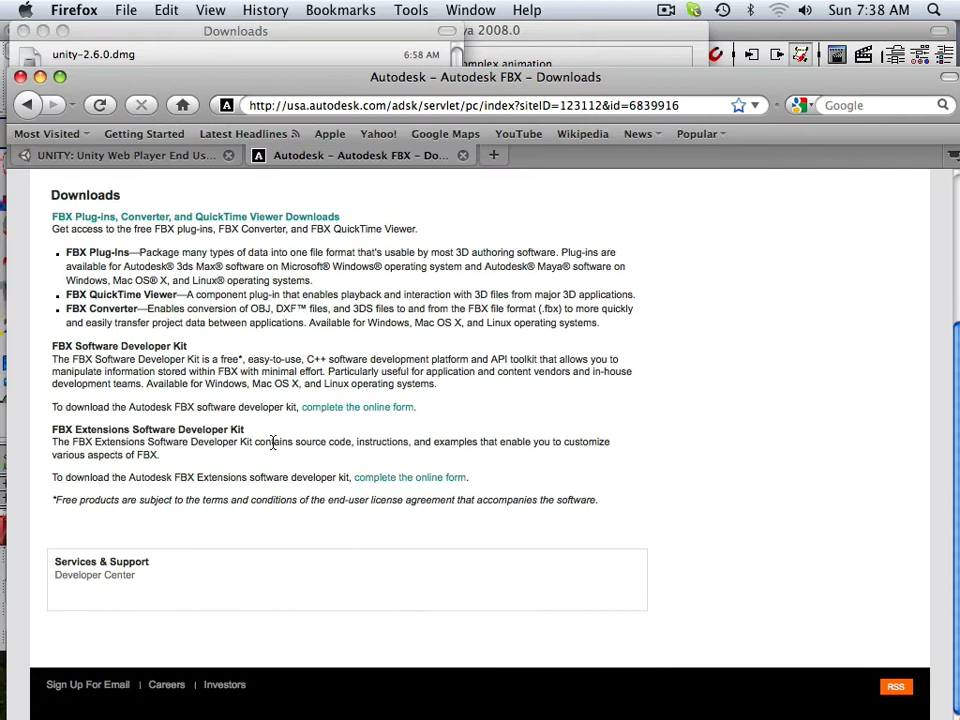 Firefox File Edit View History Bookmarks Tools Window Help Sun 7:38 AM
Downloads
2008.0
unity-2.6.0.dmg 6:58 AM
Autodesk – Autodesk FBX – Downloads
http://usa.autodesk.com/adsk/servlet/pc/index?siteID=123112&id=6839916
Google
Most Visited Getting Started Latest Headlines Apple Yahoo! Google Maps YouTube Wikipedia News Popular
UNITY: Unity Web Player End Us... Autodesk – Autodesk FBX – Do...
Downloads
FBX Plug-ins, Converter, and QuickTime Viewer Downloads
Get access to the free FBX plug-ins, FBX Converter, and FBX QuickTime Viewer.
FBX Plug-Ins—Package many types of data into one file format that's usable by most 3D authoring software. Plug-ins are
available for Autodesk® 3ds Max® software on Microsoft® Windows® operating system and Autodesk® Maya® software on
Windows, Mac OS® X, and Linux® operating systems.
FBX QuickTime Viewer—A component plug-in that enables playback and interaction with 3D files from major 3D applications.
FBX Converter—Enables conversion of OBJ, DXF™ files, and 3DS files to and from the FBX file format (.fbx) to more quickly
and easily transfer project data between applications. Available for Windows, Mac OS X, and Linux operating systems.
FBX Software Developer Kit
The FBX Software Developer Kit is a free*, easy-to-use, C++ software development platform and API toolkit that allows you to
manipulate information stored within FBX with minimal effort. Particularly useful for application and content vendors and in-house
development teams. Available for Windows, Mac OS X, and Linux operating systems.
To download the Autodesk FBX software developer kit, complete the online form.
FBX Extensions Software Developer Kit
The FBX Extensions Software Developer Kit contains source code, instructions, and examples that enable you to customize
various aspects of FBX.
To download the Autodesk FBX Extensions software developer kit, complete the online form.
*Free products are subject to the terms and conditions of the end-user license agreement that accompanies the software.
Services & Support
Developer Center
Sign Up For Email | Careers | Investors
RSS